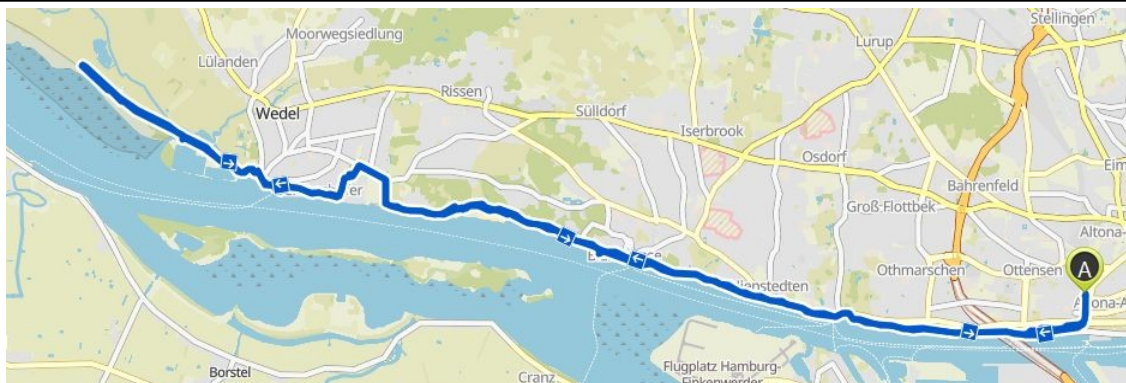 Stellingen
Moorwegsiedlung
Lurup
Lülanden
Rissen
Wedel
Sülldorf
Iserbrook
Osdorf
Eim
Bahrenfeld
Groß Flottbek
Altona-
Othmarschen
Ottensen
A
Flugplatz Hamburg-
Finkenwerder
Borstel
Cranz